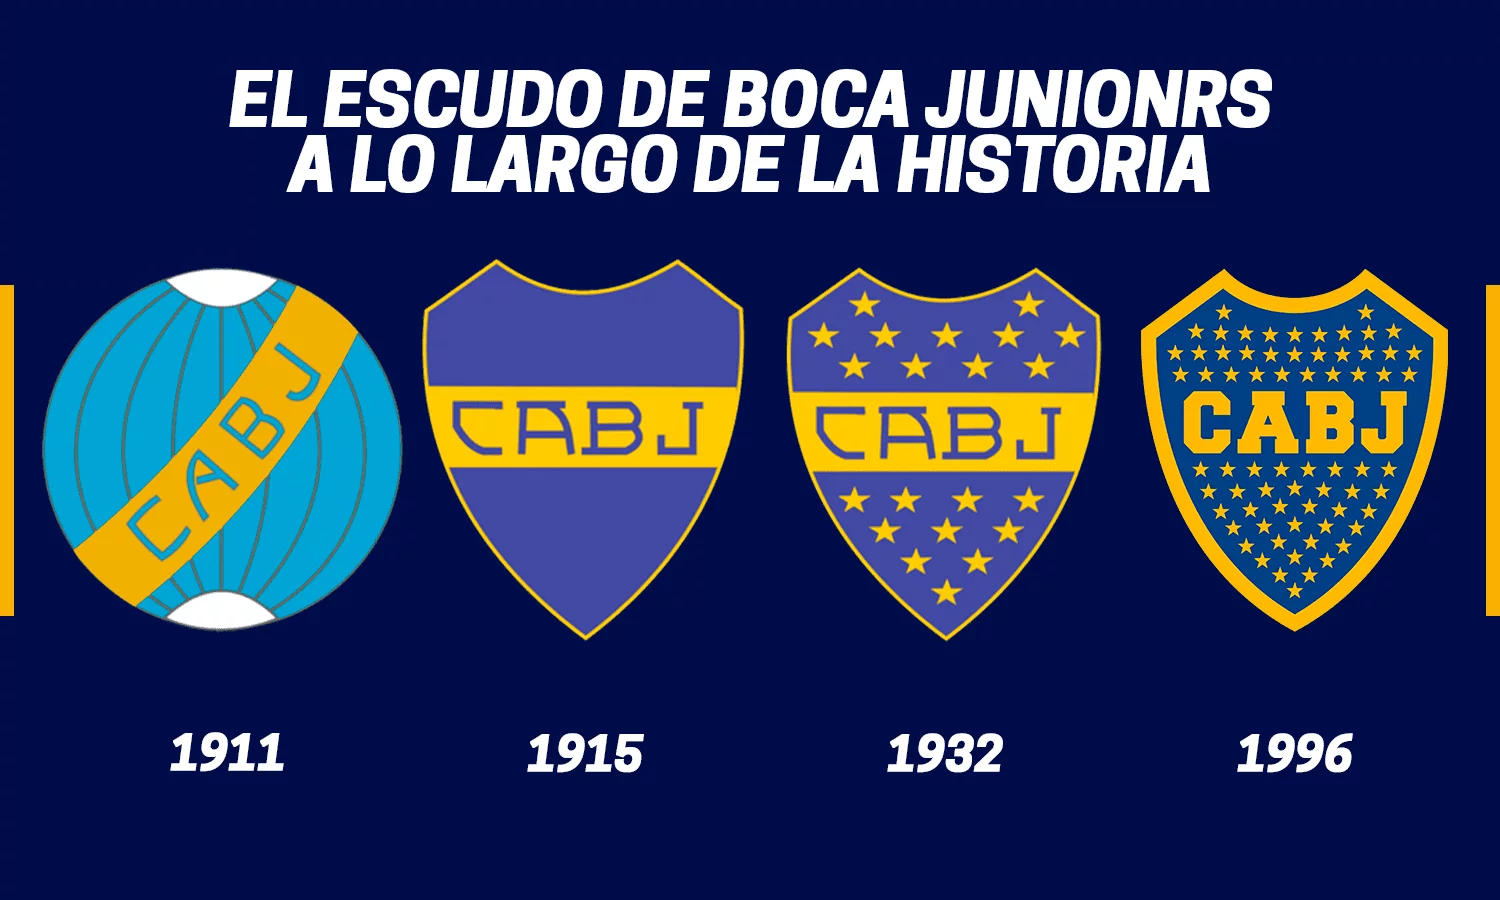 EL ESCUDO DE BOCA JUNIONRS
A LO LARGO DE LA HISTORIA
CABJ
CABJ
CABJ
CABJ
1911
1915
1932
1996